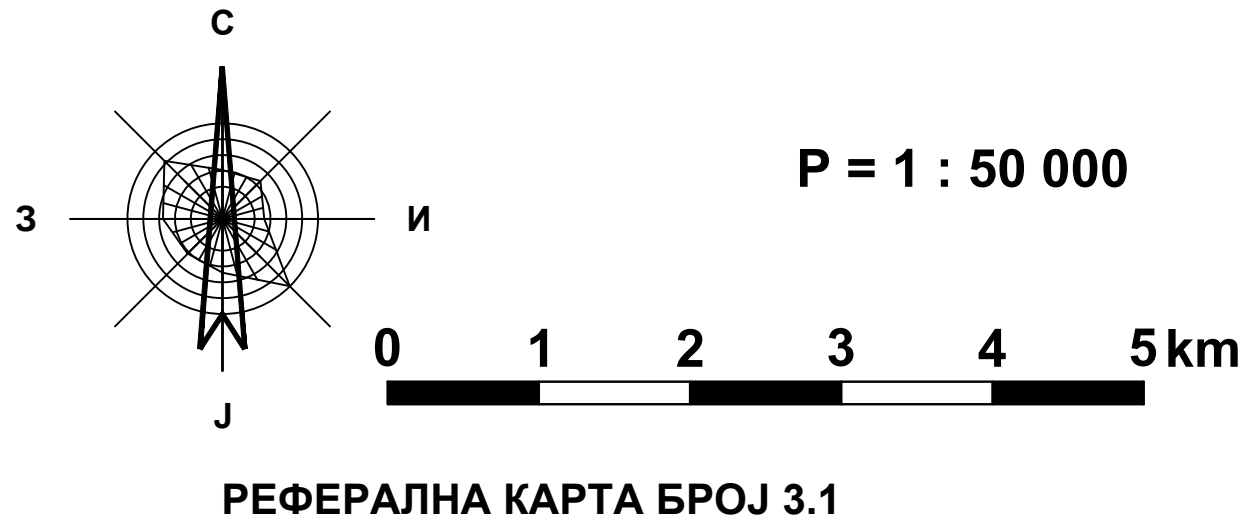 С
З
И
Ј
Р = 1 : 50 000
0 1 2 3 4 5 km
РЕФЕРАЛНА КАРТА БРОЈ 3.1